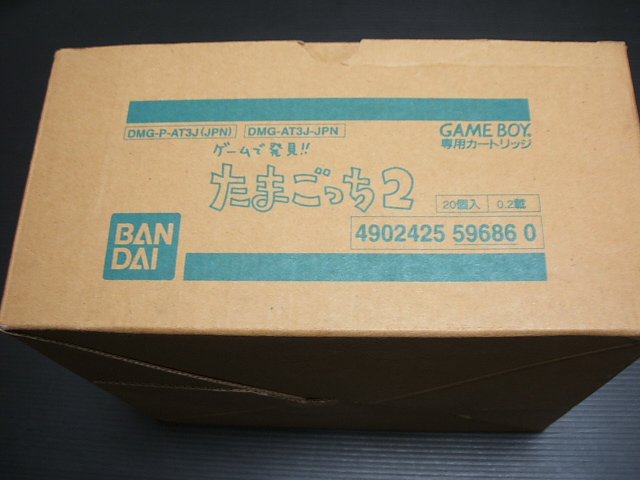 DMG-P-AT3J(JPN) DMG-AT3J-JPN
GAME BOY®
専用カートリッジ
ゲームで発見!!
たまごっち2
20個入 0.2才
BAN
DAI
4902425 59686 0